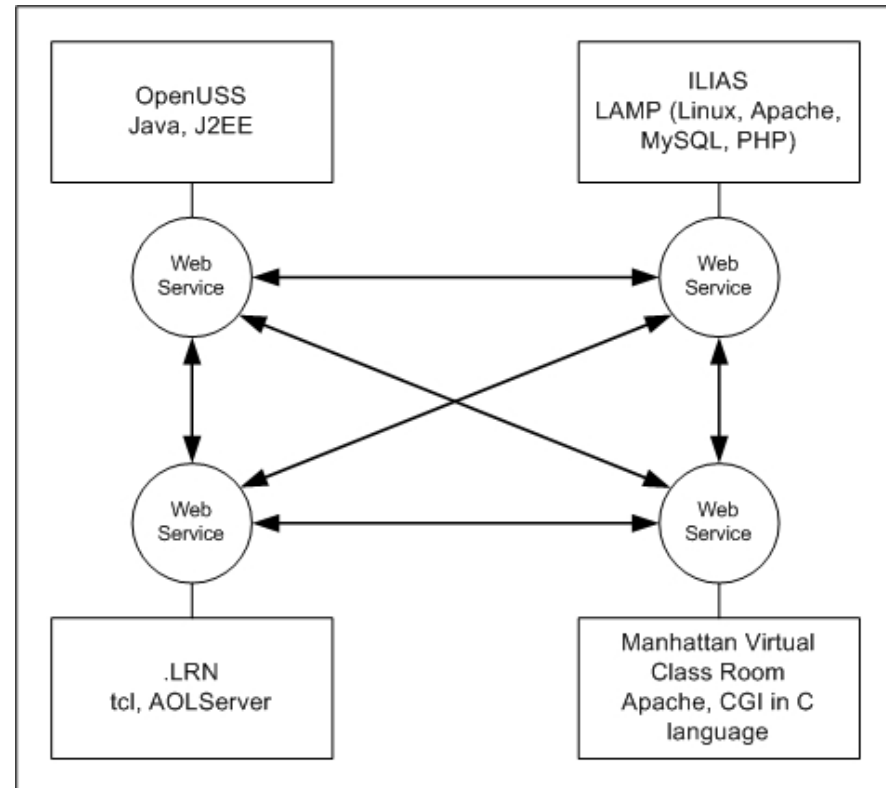 OpenUSS
Java, J2EE
ILIAS
LAMP (Linux, Apache,
MySQL, PHP)
Web
Service
Web
Service
Web
Service
Web
Service
.LRN
tcl, AOLServer
Manhattan Virtual
Class Room
Apache, CGI in C
language